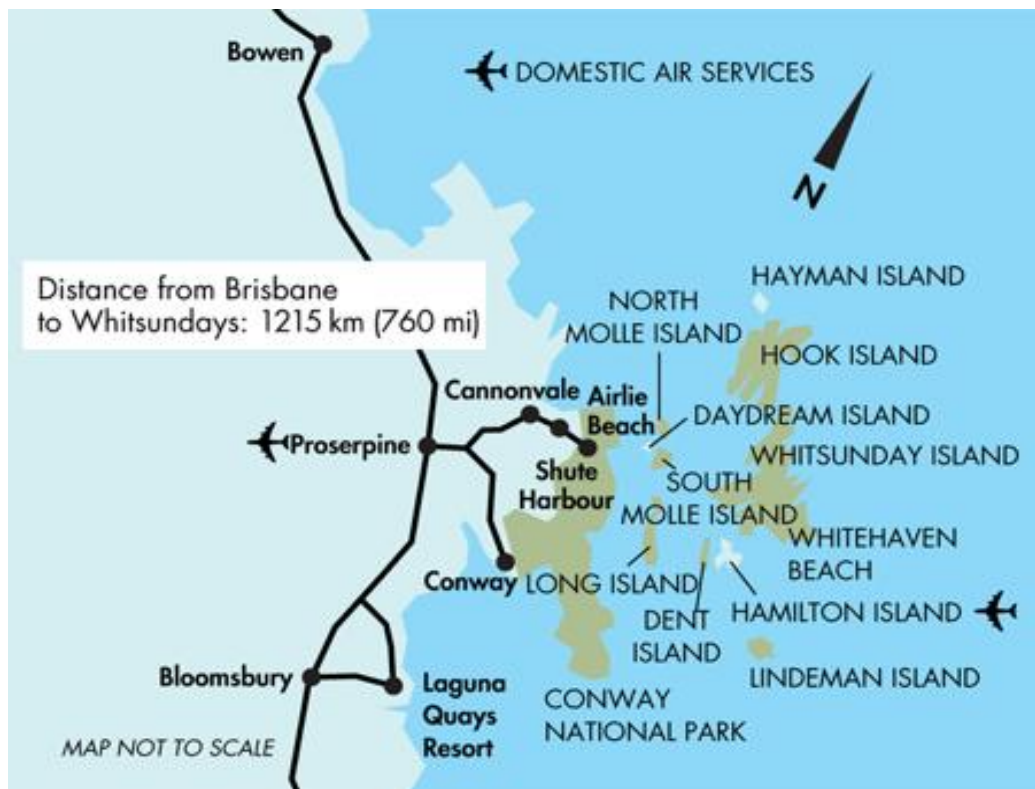 Bowen
DOMESTIC AIR SERVICES
N
Distance from Brisbane
to Whitsundays: 1215 km (760 mi)
HAYMAN ISLAND
NORTH
MOLLE ISLAND
HOOK ISLAND
Cannonvale
Airlie
Beach
DAYDREAM ISLAND
Proserpine
WHITSUNDAY ISLAND
Shute
Harbour
SOUTH
MOLLE ISLAND
WHITEHAVEN
BEACH
Conway
LONG ISLAND
HAMILTON ISLAND
DENT
ISLAND
LINDEMAN ISLAND
Bloomsbury
Laguna
Quays
Resort
CONWAY
NATIONAL PARK
MAP NOT TO SCALE